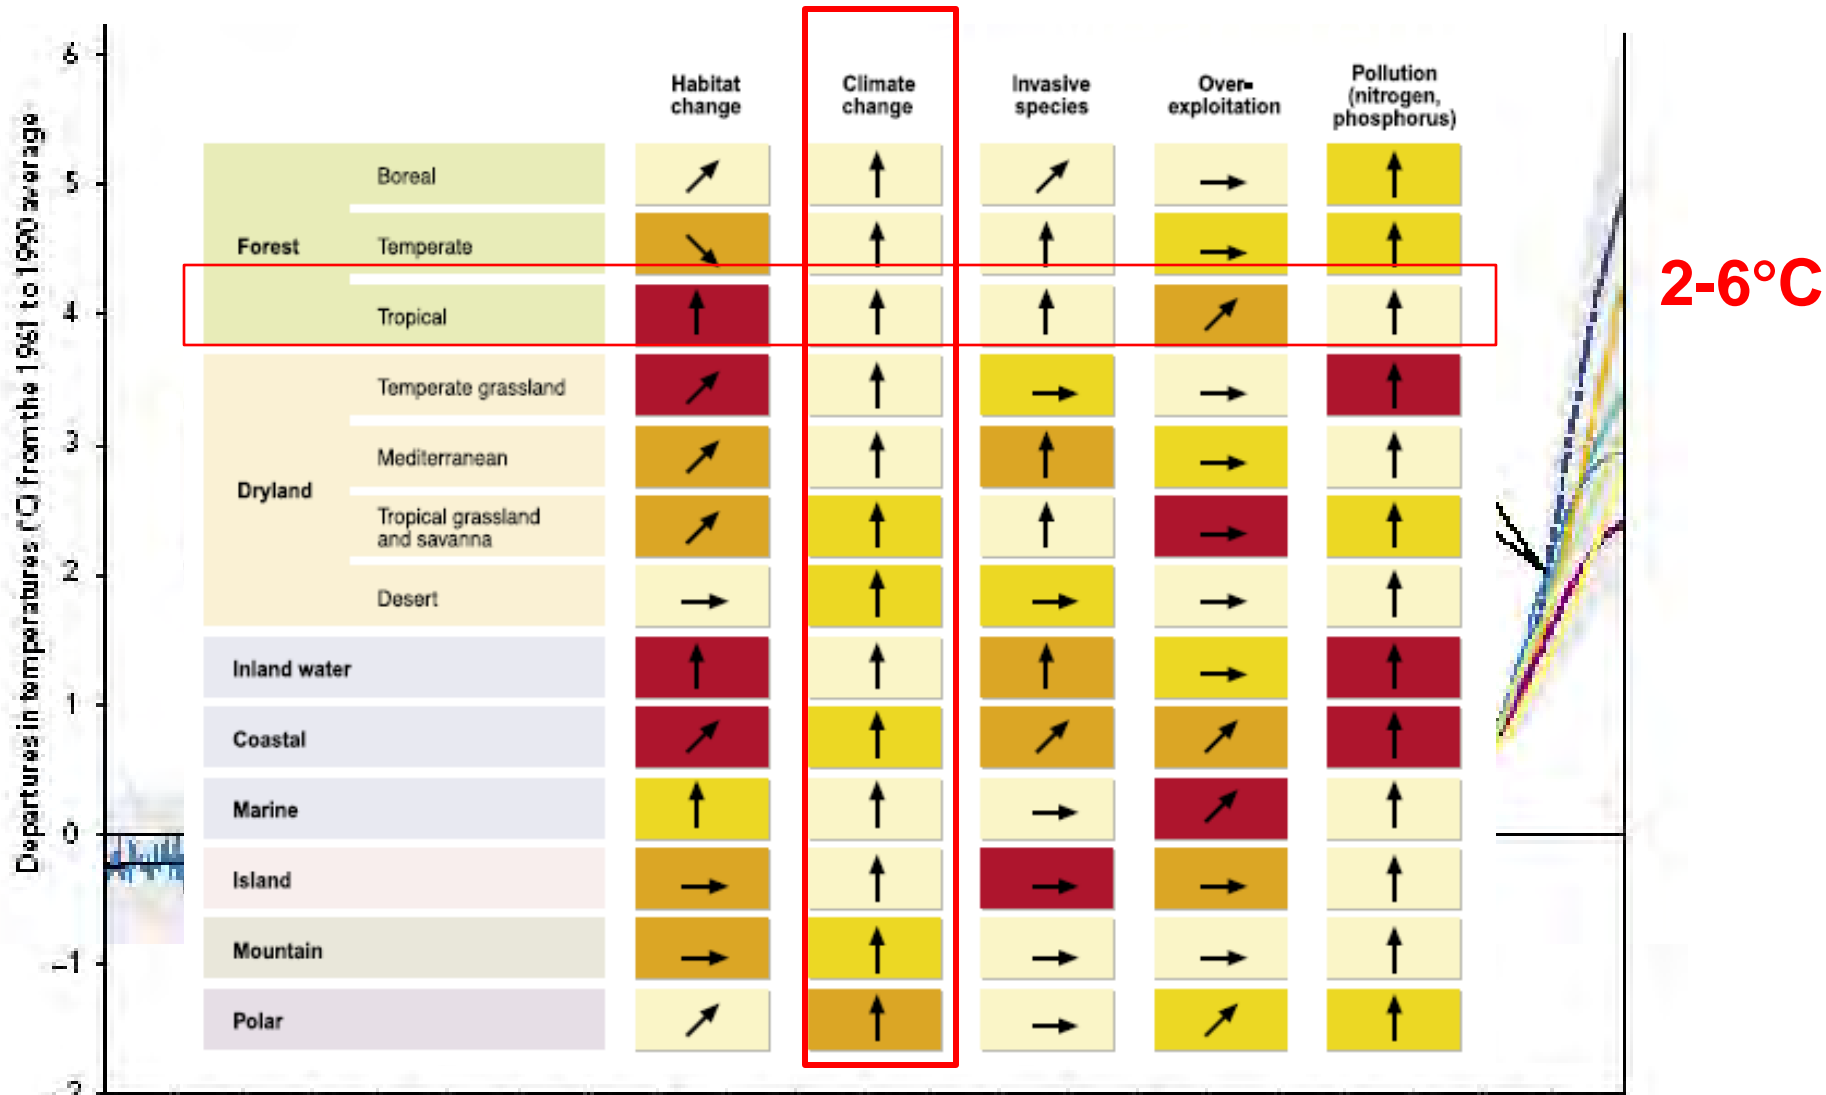 6
5
4
3
2
1
0
−1
−2
Departures in temperatures (°C) from the 1961 to 1990 average
Habitat
change
Climate
change
Invasive
species
Over-
exploitation
Pollution
(nitrogen,
phosphorus)
Forest
Boreal
Temperate
Tropical
Dryland
Temperate grassland
Mediterranean
Tropical grassland
and savanna
Desert
Inland water
Coastal
Marine
Island
Mountain
Polar
2-6°C